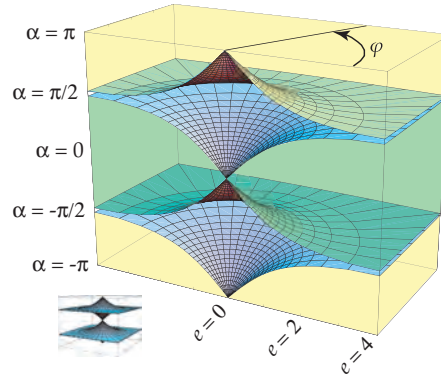 α = π
φ
α = π/2
α = 0
α = -π/2
α = -π
e = 0
e = 2
e = 4